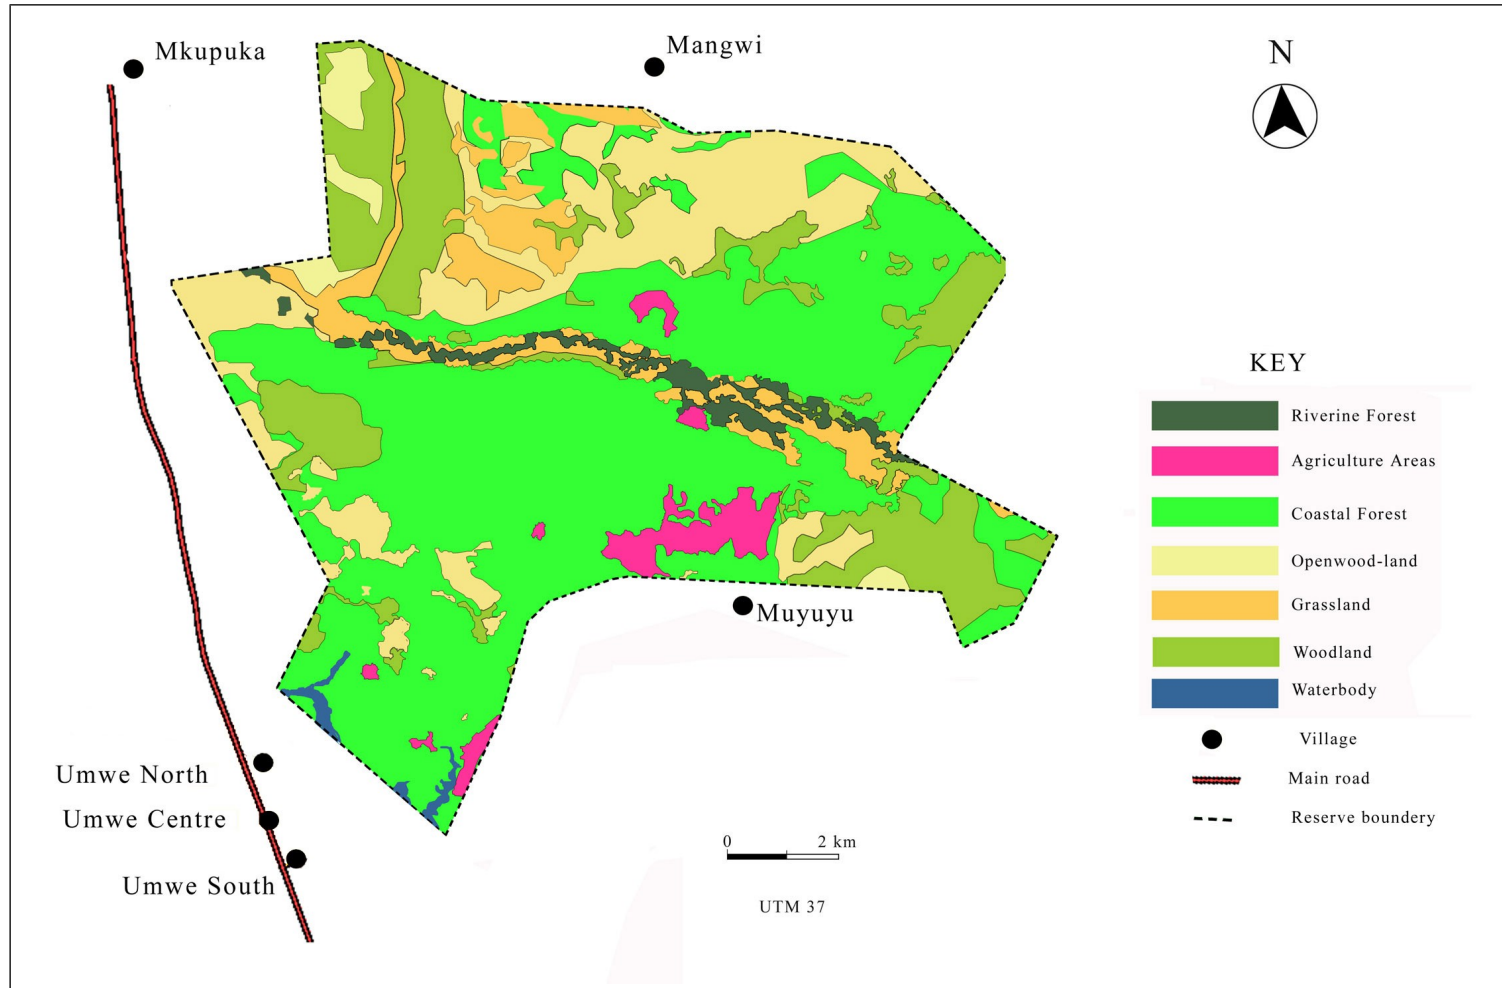 Mkupuka
Mangwi
N
KEY
Riverine Forest
Agriculture Areas
Coastal Forest
Openwood-land
Grassland
Woodland
Waterbody
Village
Main road
Reserve boundery
Muyuyu
Umwe North
Umwe Centre
Umwe South
0 2 km
UTM 37